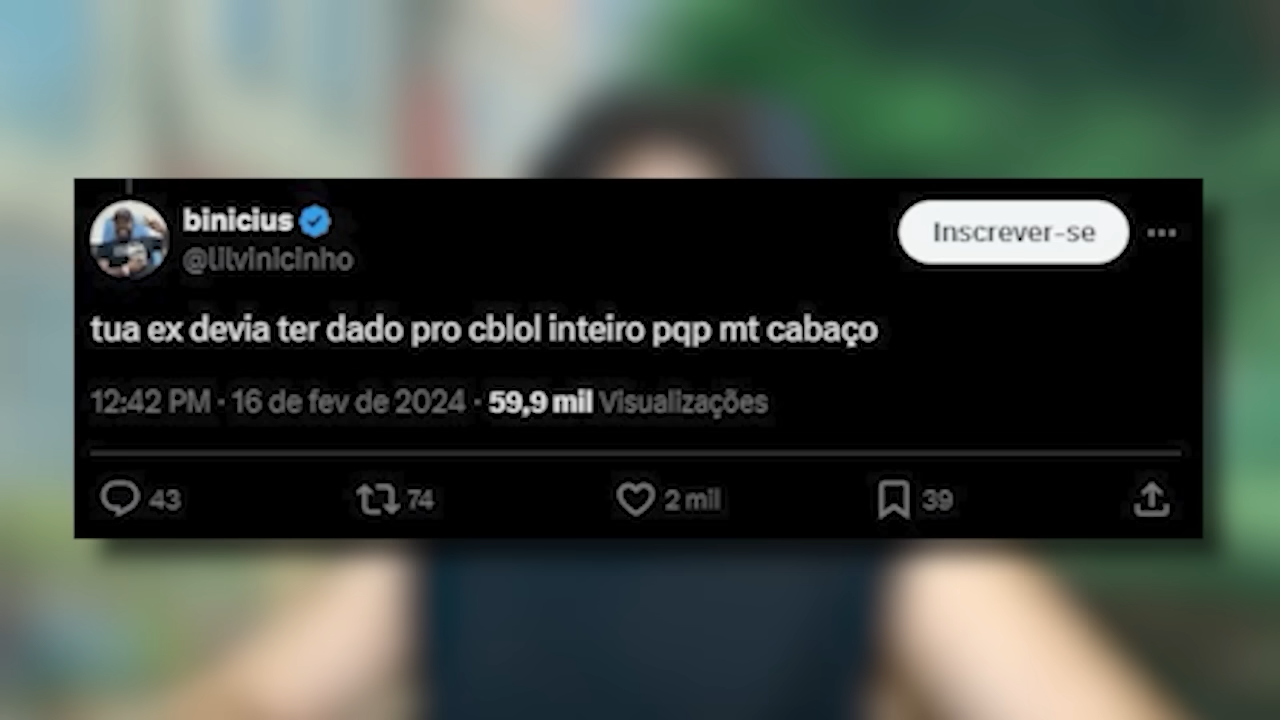 binicius
@lilvinicinho
Inscrever-se
tua ex devia ter dado pro cblol inteiro pqp mt cabaço
12:42 PM · 16 de fev de 2024 · 59,9 mil Visualizações
43 74 2 mil 39